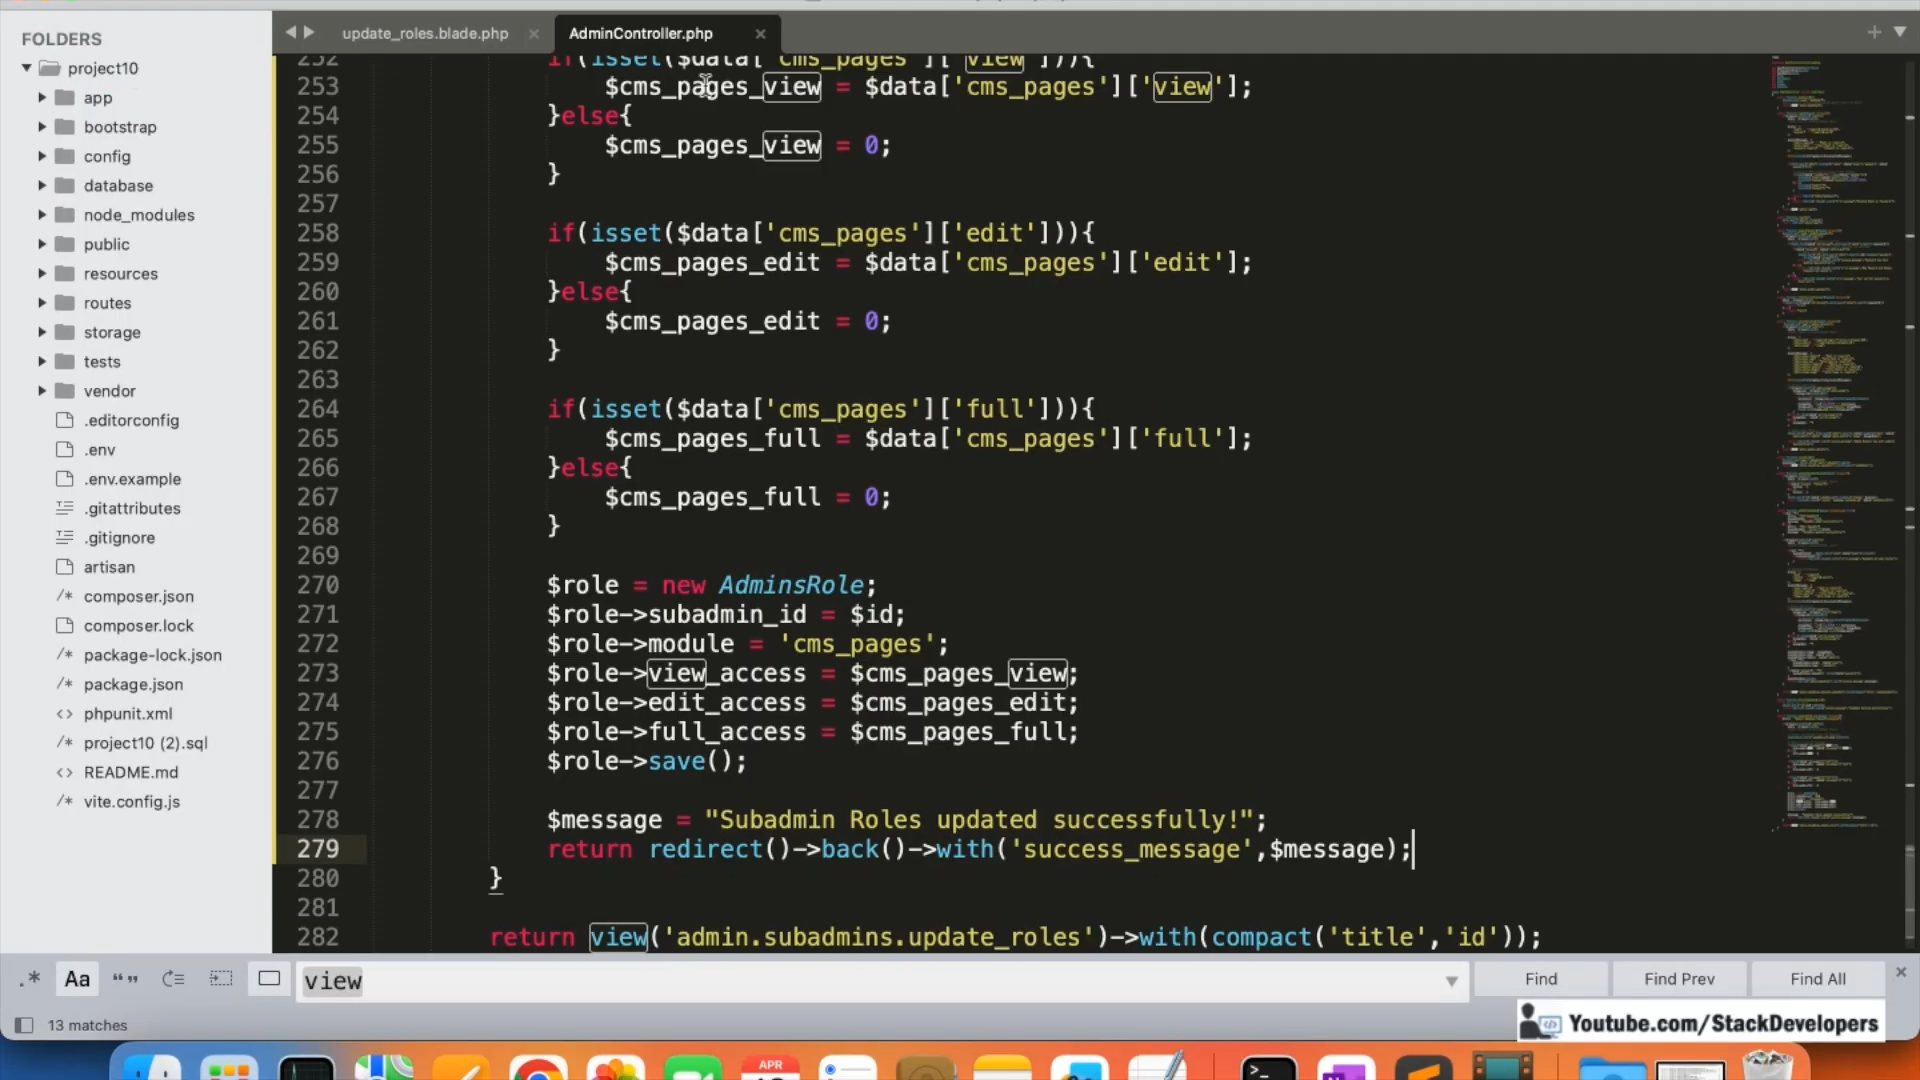 FOLDERS
project10
app
bootstrap
config
database
node_modules
public
resources
routes
storage
tests
vendor
.editorconfig
.env
.env.example
.gitattributes
.gitignore
artisan
composer.json
composer.lock
package-lock.json
package.json
phpunit.xml
project10 (2).sql
README.md
vite.config.js
update_roles.blade.php
AdminController.php
252 if(isset($data['cms_pages']['view'])){
253 $cms_pages_view = $data['cms_pages']['view'];
254 }else{
255 $cms_pages_view = 0;
256 }
257
258 if(isset($data['cms_pages']['edit'])){
259 $cms_pages_edit = $data['cms_pages']['edit'];
260 }else{
261 $cms_pages_edit = 0;
262 }
263
264 if(isset($data['cms_pages']['full'])){
265 $cms_pages_full = $data['cms_pages']['full'];
266 }else{
267 $cms_pages_full = 0;
268 }
269
270 $role = new AdminsRole;
271 $role->subadmin_id = $id;
272 $role->module = 'cms_pages';
273 $role->view_access = $cms_pages_view;
274 $role->edit_access = $cms_pages_edit;
275 $role->full_access = $cms_pages_full;
276 $role->save();
277
278 $message = "Subadmin Roles updated successfully!";
279 return redirect()->back()->with('success_message',$message);
280 }
281
282 return view('admin.subadmins.update_roles')->with(compact('title','id'));
.* Aa “” view Find Find Prev Find All
13 matches
Youtube.com/StackDevelopers
APR